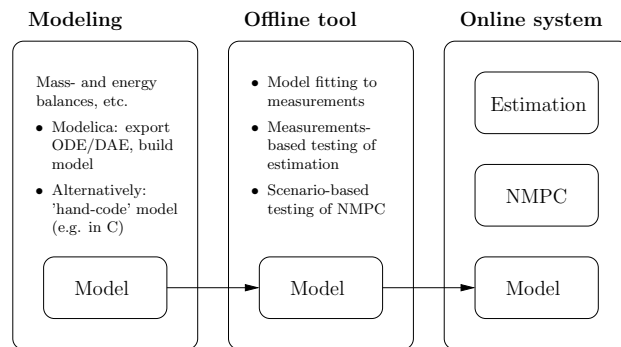 Modeling
Mass- and energy
balances, etc.
• Modelica: export
ODE/DAE, build
model
• Alternatively:
'hand-code' model
(e.g. in C)
Model
Offline tool
• Model fitting to
measurements
• Measurements-
based testing of
estimation
• Scenario-based
testing of NMPC
Model
Online system
Estimation
NMPC
Model